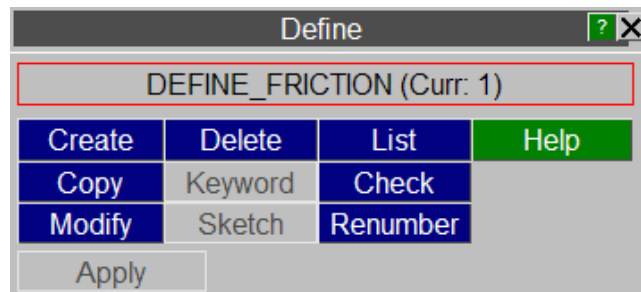 Define ? X
DEFINE_FRICTION (Curr: 1)
Create Delete List Help
Copy Keyword Check
Modify Sketch Renumber
Apply